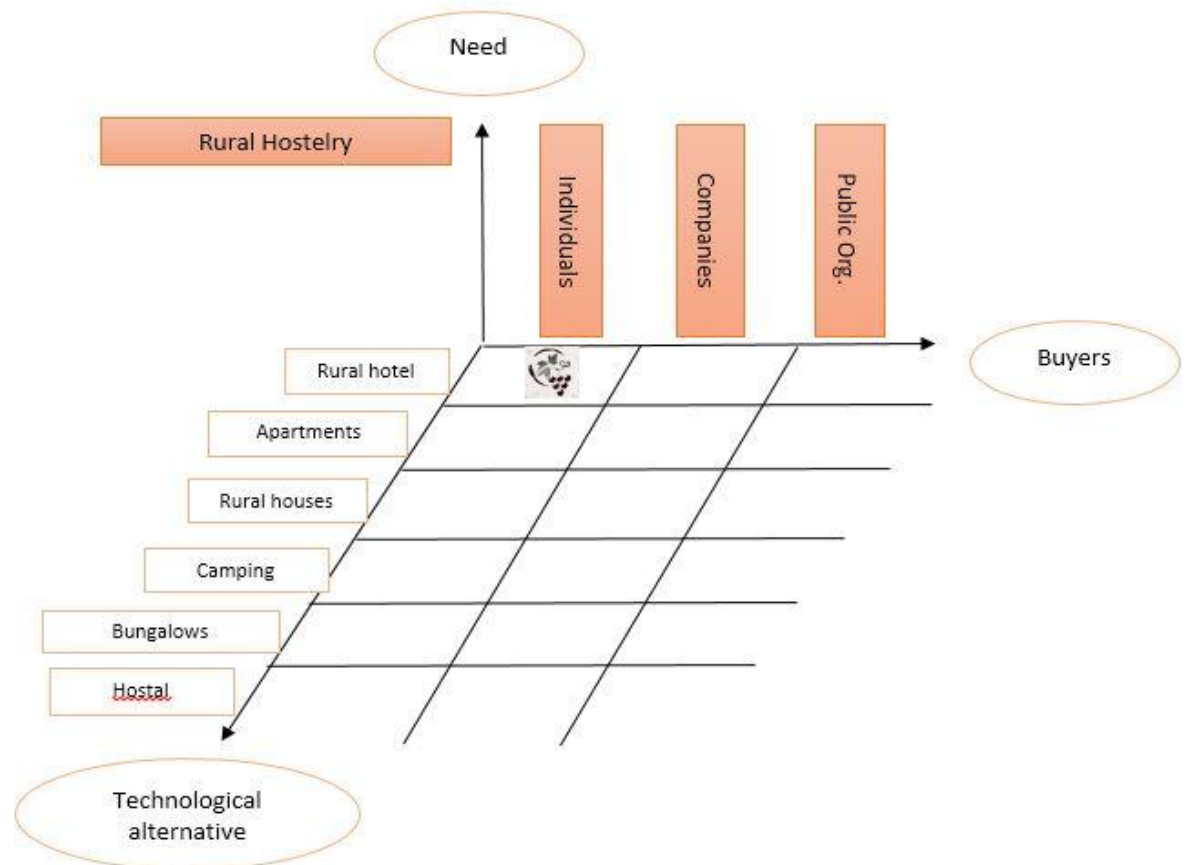 Need
Rural Hostelry
Individuals
Companies
Public Org.
Buyers
Rural hotel
Apartments
Rural houses
Camping
Bungalows
Hostal
Technological
alternative